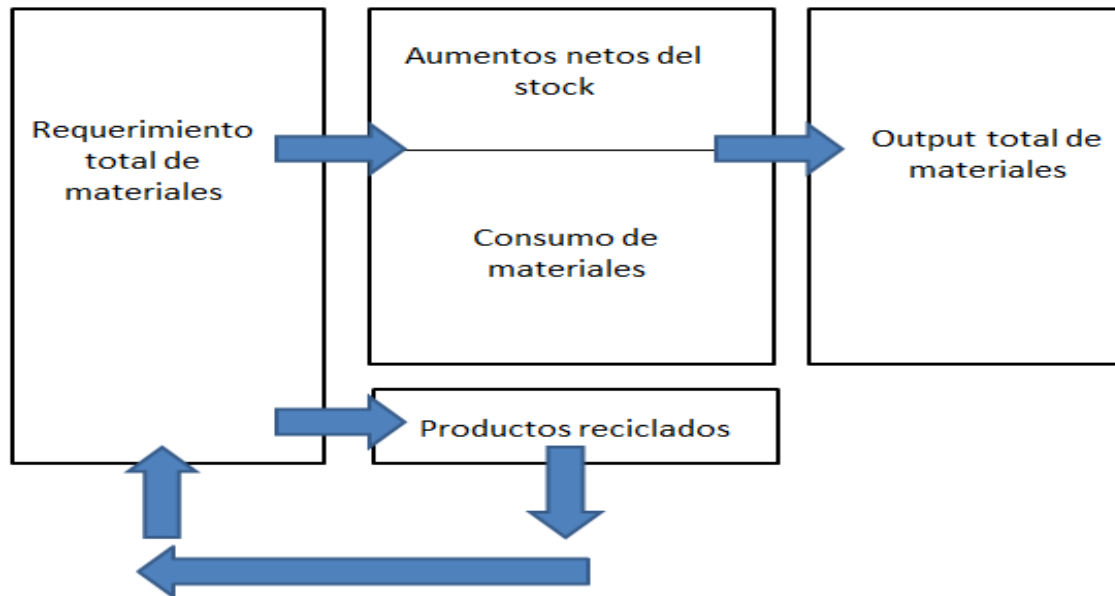 Requerimiento
total de
materiales
Aumentos netos del
stock
Consumo de
materiales
Output total de
materiales
Productos reciclados